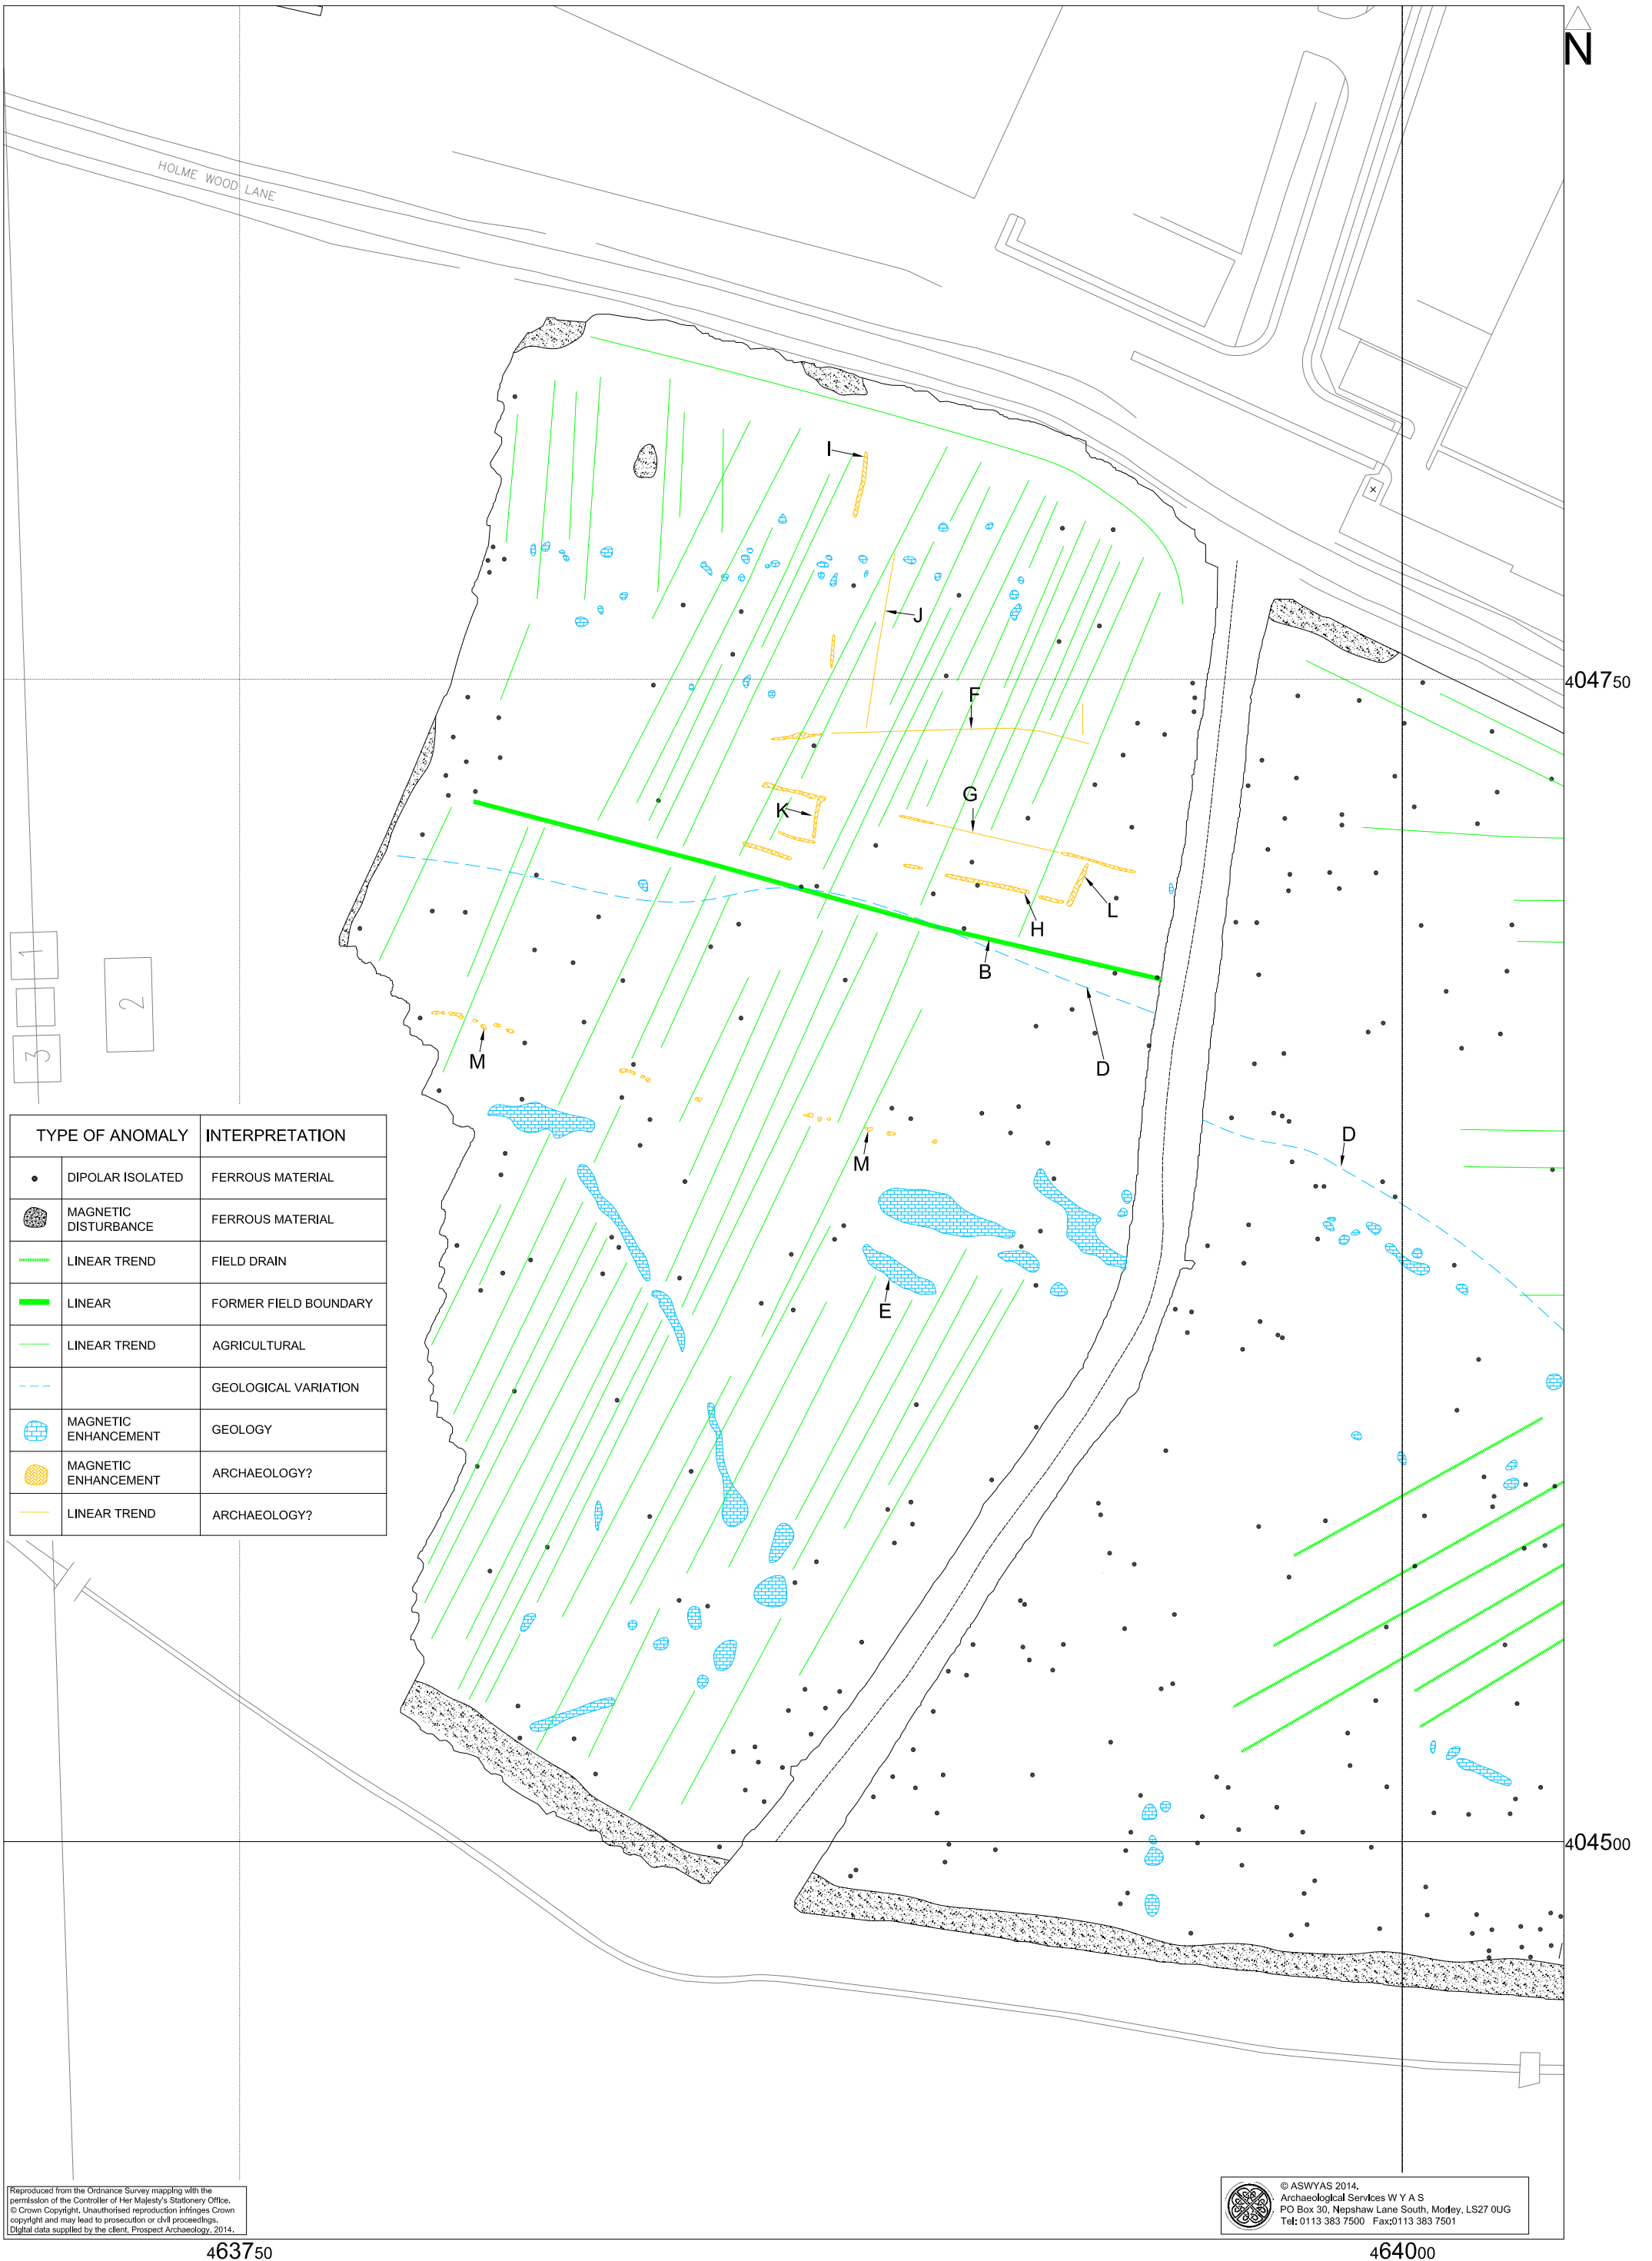 N
HOLME WOOD LANE
I
J
F
404750
G
K
L
H
B
1
2
3
M
D
M
D
E
TYPE OF ANOMALY INTERPRETATION
DIPOLAR ISOLATED FERROUS MATERIAL
MAGNETIC
DISTURBANCE
FERROUS MATERIAL
LINEAR TREND FIELD DRAIN
LINEAR FORMER FIELD BOUNDARY
LINEAR TREND AGRICULTURAL
GEOLOGICAL VARIATION
MAGNETIC
ENHANCEMENT
GEOLOGY
MAGNETIC
ENHANCEMENT
ARCHAEOLOGY?
LINEAR TREND ARCHAEOLOGY?
404500
Reproduced from the Ordnance Survey mapping with the
permission of the Controller of Her Majesty's Stationery Office.
© Crown Copyright. Unauthorised reproduction infringes Crown
copyright and may lead to prosecution or civil proceedings.
Digital data supplied by the client, Prospect Archaeology, 2014.
© ASWYAS 2014.
Archaeological Services W Y A S
PO Box 30, Nepshaw Lane South, Morley, LS27 0UG
Tel: 0113 383 7500 Fax:0113 383 7501
463750
464000